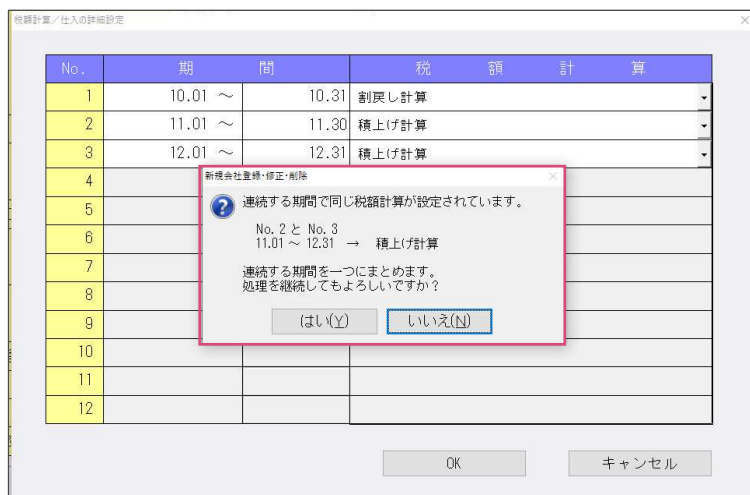 税額計算/仕入の詳細設定
No. 期 間 税 額 計 算
1 10.01 ～ 10.31 割戻し計算
2 11.01 ～ 11.30 積上げ計算
3 12.01 ～ 12.31 積上げ計算
4
新規会社登録・修正・削除
連続する期間で同じ税額計算が設定されています。
5
No. 2 と No. 3
6
11.01 ～ 12.31 → 積上げ計算
7
連続する期間を一つにまとめます。
処理を継続してもよろしいですか？
8
9
はい(Y) いいえ(N)
10
11
12
OK キャンセル